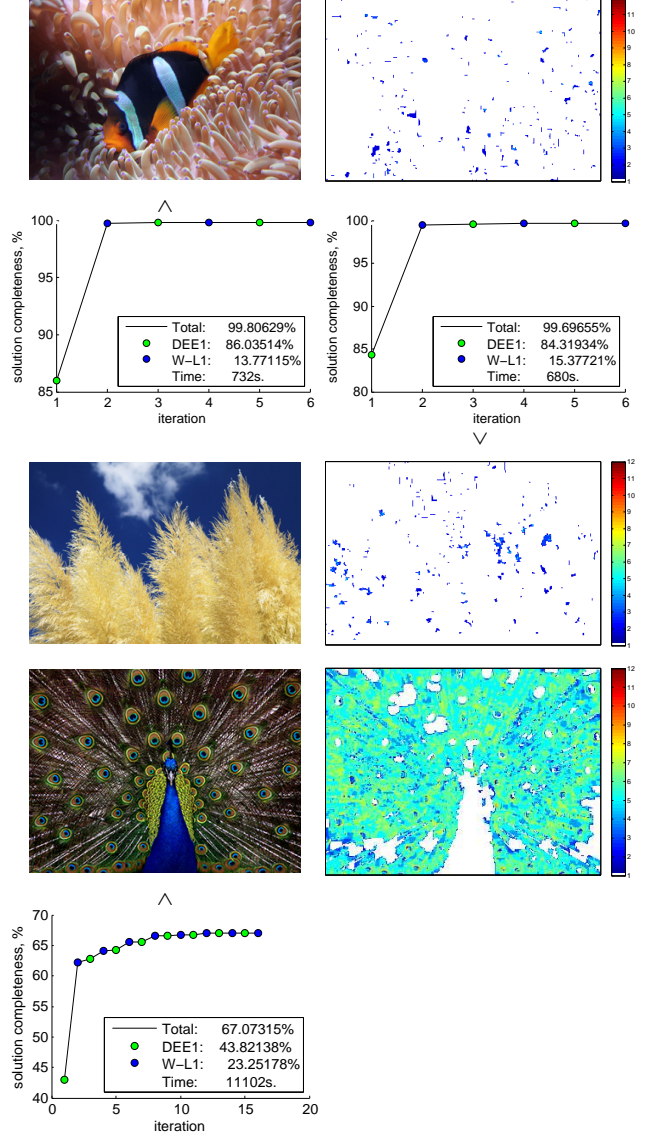 11
10
9
8
7
6
5
4
3
2
1
100
95
90
85
solution completeness, %
Total: 99.80629%
DEE1: 86.03514%
W–L1: 13.77115%
Time: 732s.
1 2 3 4 5 6
iteration
100
95
90
85
80
solution completeness, %
Total: 99.69655%
DEE1: 84.31934%
W–L1: 15.37721%
Time: 680s.
1 2 3 4 5 6
iteration
12
11
10
9
8
7
6
5
4
3
2
1
12
11
10
9
8
7
6
5
4
3
2
1
70
65
60
55
50
45
40
solution completeness, %
Total: 67.07315%
DEE1: 43.82138%
W–L1: 23.25178%
Time: 11102s.
0 5 10 15 20
iteration